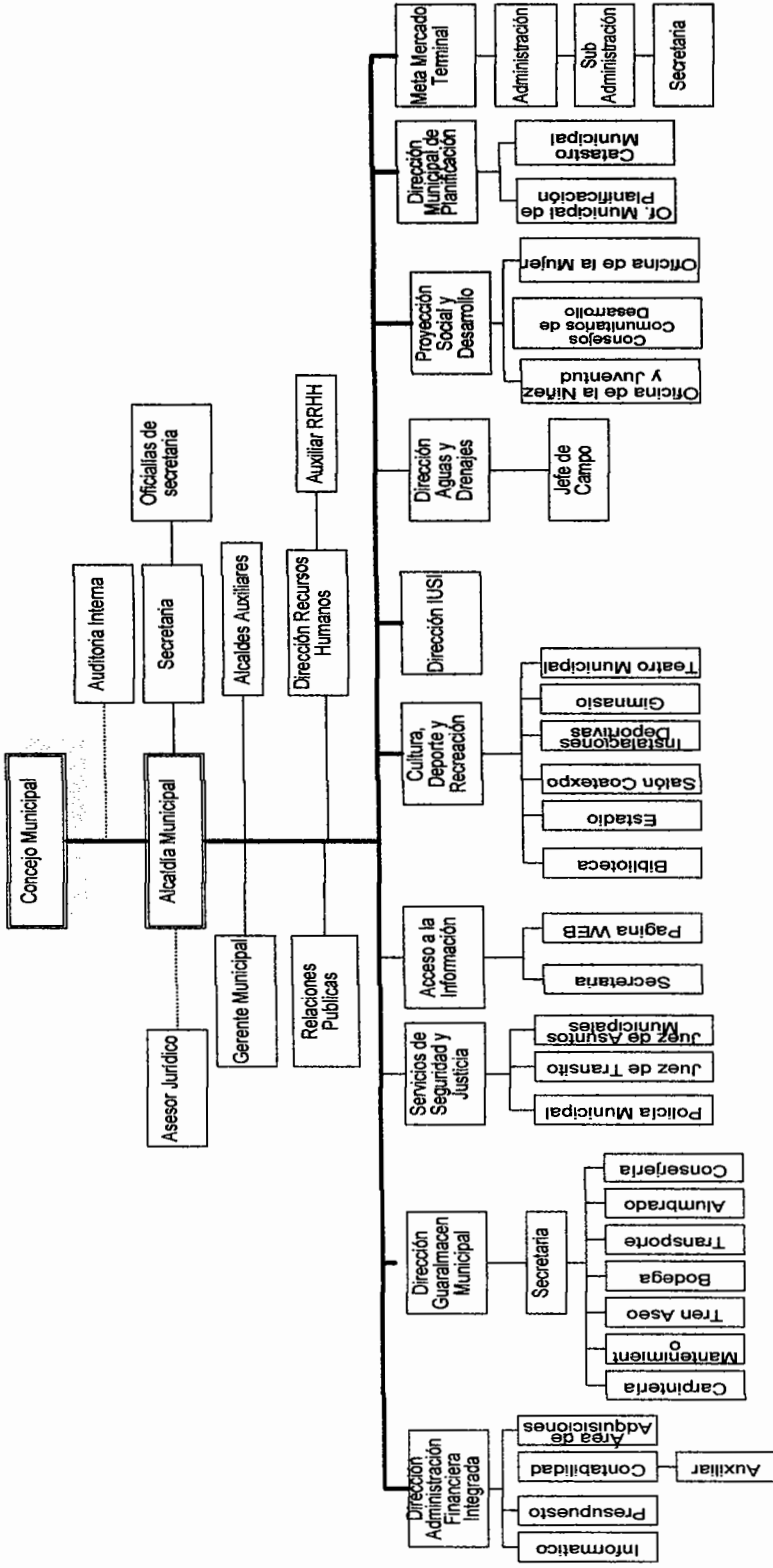 Concejo Municipal
Auditoria Interna
Alcaldía Municipal
Secretaria
Oficialías de
secretaria
Asesor Jurídico
Gerente Municipal
Alcaldes Auxiliares
Relaciones
Publicas
Dirección Recursos
Humanos
Auxiliar RRHH
Dirección
Administración
Financiera
Integrada
Informatico
Presupuesto
Contabilidad
Auxiliar
Área de
Adquisiciones
Dirección
Guaralmacen
Municipal
Secretaria
Carpintería
Mantenimient
o
Tren Aseo
Bodega
Transporte
Alumbrado
Conserjería
Servicios de
Seguridad y
Justicia
Policía Municipal
Juez de Transito
Juez de Asuntos
Municipales
Acceso a la
Información
Secretaria
Pagina WEB
Cultura,
Deporte y
Recreación
Biblioteca
Estadio
Salón Coatexpo
Instalaciones
Deportivas
Gimnasio
Teatro Municipal
Dirección IUSI
Dirección
Aguas y
Drenajes
Jefe de
Campo
Proyección
Social y
Desarrollo
Oficina de la Niñez
y Juventud
Consejos
Comunitarios de
Desarrollo
Oficina de la Mujer
Dirección
Municipal de
Planificación
Of. Municipal de
Planificación
Catastro
Municipal
Meta Mercado
Terminal
Administración
Sub
Administración
Secretaria